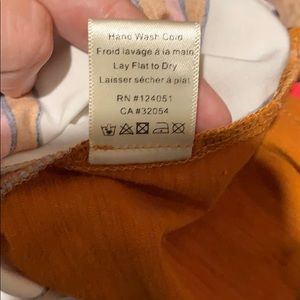 Hand Wash Cold
Froid lavage à la main
Lay Flat to Dry
Laisser sécher à plat
RN #124051
CA #32054